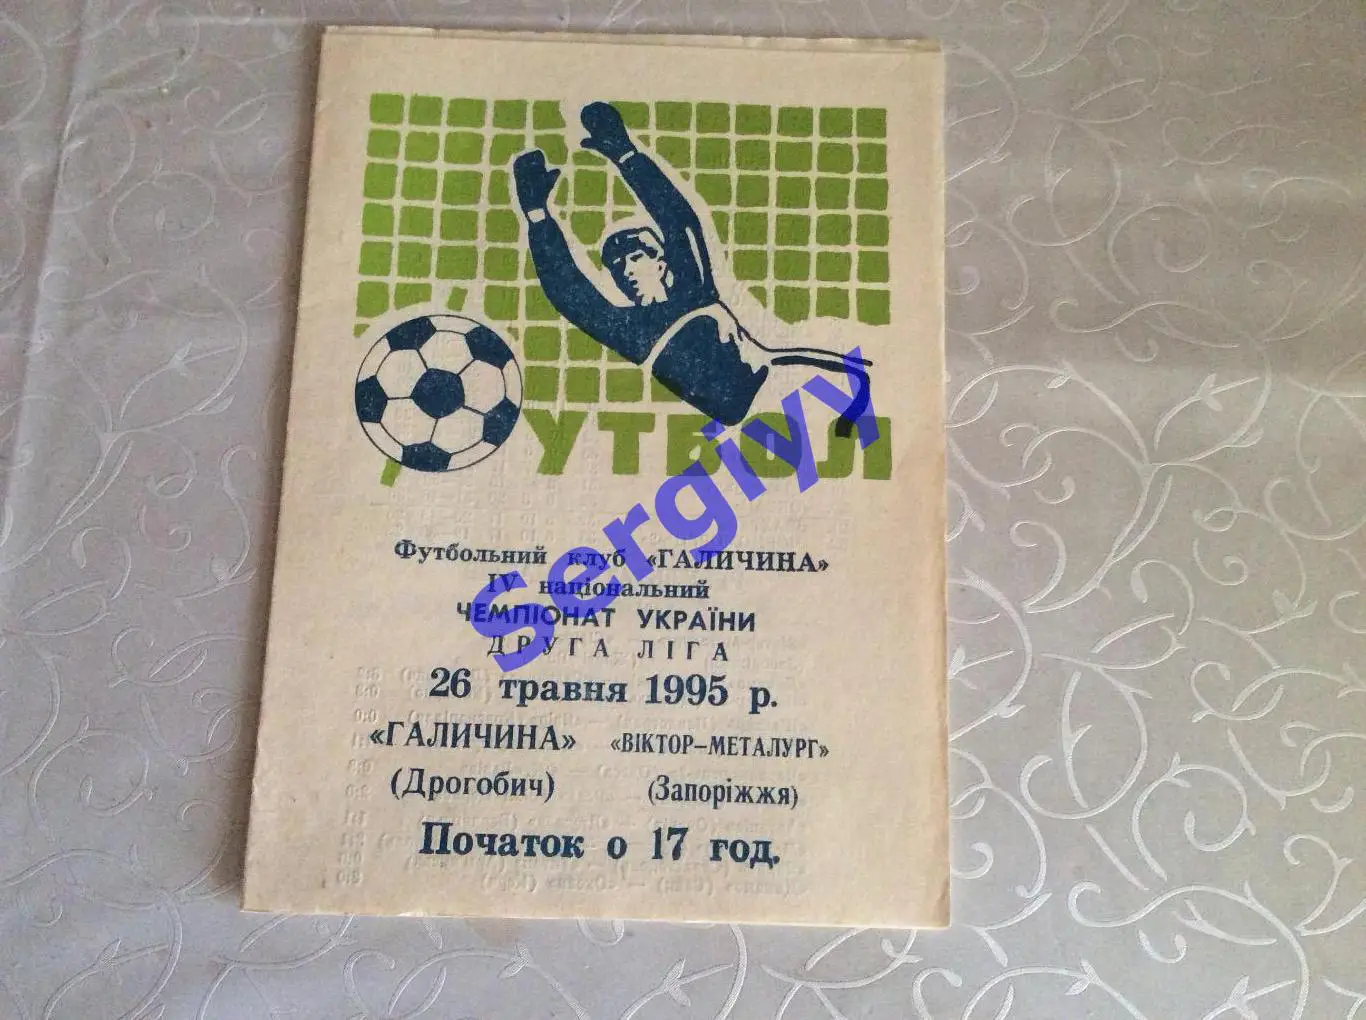 УТБОЛ
Футбольний клуб «ГАЛИЧИНА»
IV національний
ЧЕМПІОНАТ УКРАЇНИ
ДРУГА ЛІГА
26 травня 1995 р.
«ГАЛИЧИНА» «ВІКТОР—МЕТАЛУРГ»
(Дрогобич) (Запоріжжя)
Початок о 17 год.
Sergiyy